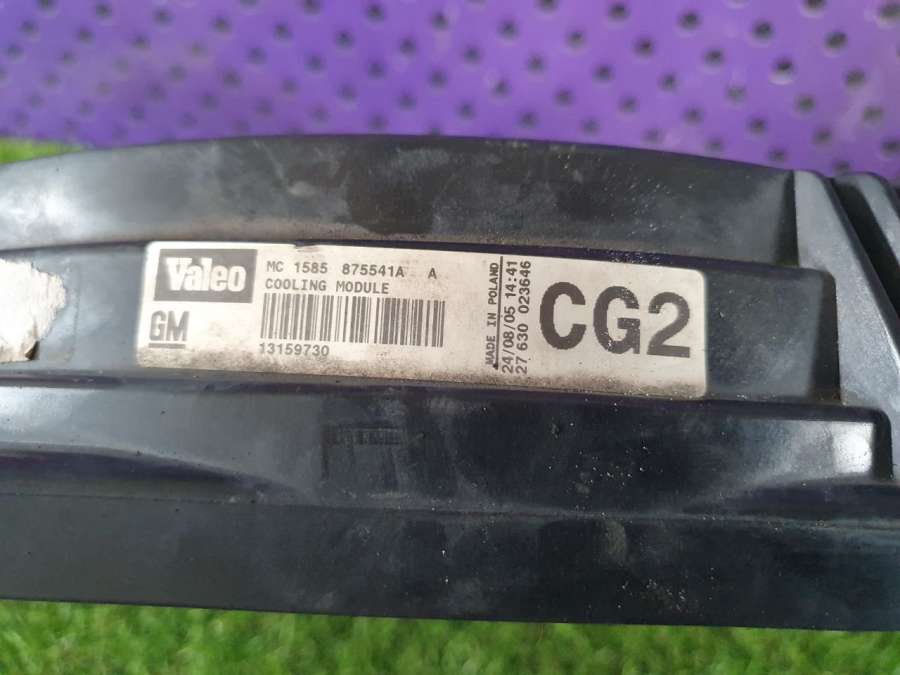 Valeo
MC 1585 875541A A
COOLING MODULE
GM
13159730
MADE IN POLAND
24/08/05 14:41
27 630 023646
CG2